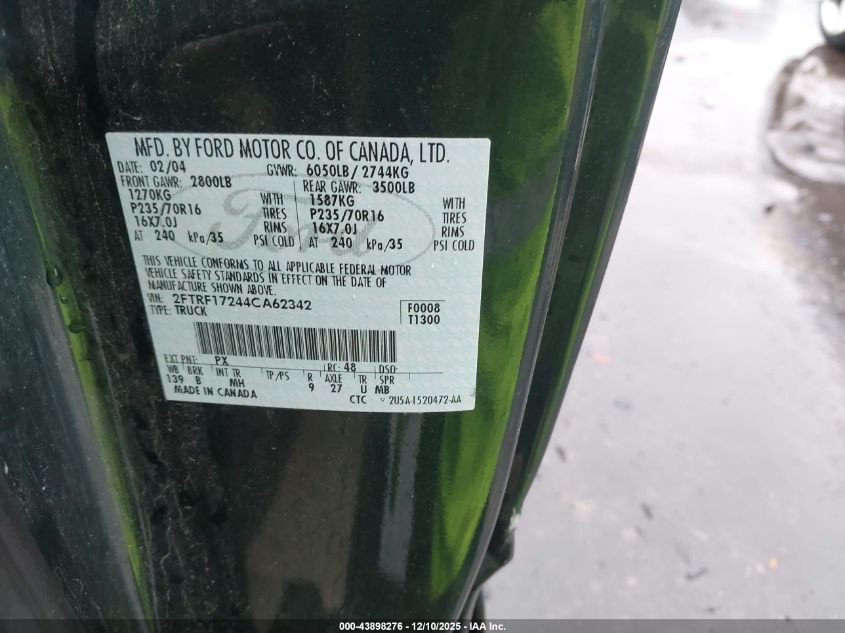 MFD. BY FORD MOTOR CO. OF CANADA, LTD.
DATE: 02/04 GVWR: 6050LB/ 2744KG
FRONT GAWR: 2800LB REAR GAWR: 3500LB
1270KG WITH 1587KG WITH
P235/70R16 TIRES P235/70R16 TIRES
16X7.0J RIMS 16X7.0J RIMS
AT 240 kPa/35 PSI COLD AT 240 kPa/35 PSI COLD
Ford
THIS VEHICLE CONFORMS TO ALL APPLICABLE FEDERAL MOTOR
VEHICLE SAFETY STANDARDS IN EFFECT ON THE DATE OF
MANUFACTURE SHOWN ABOVE.
VIN: 2FTRF17244CA62342 F0008
TYPE: TRUCK T1300
EXT PNT: PX RC: 48 DSO:
WB BRK INT TR TP/PS R AXLE TR SPR
139 B MH 9 27 U MB
MADE IN CANADA CTC ▿ 2U5A-1520472-AA
000-43898276 - 12/10/2025 - IAA Inc.